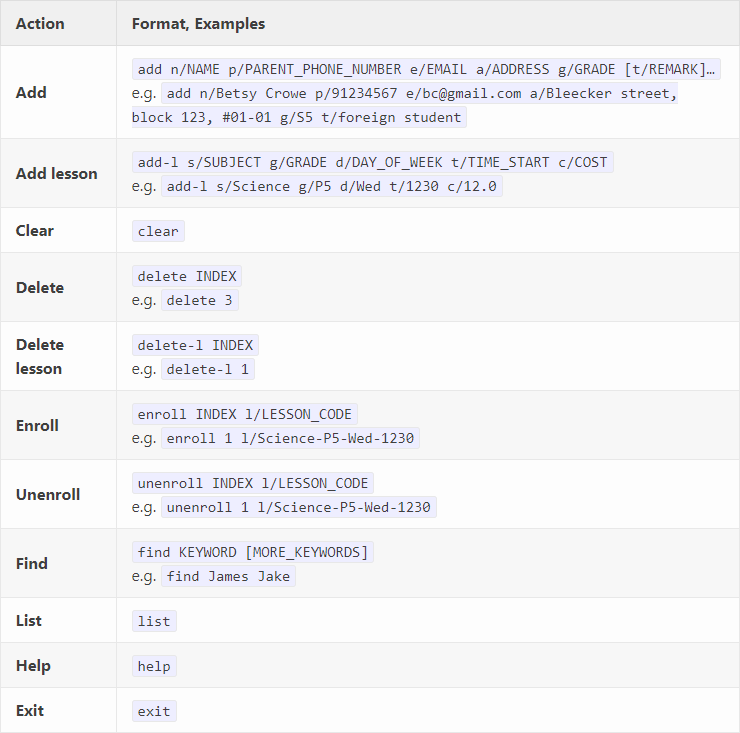 Action Format, Examples
Add
add n/NAME p/PARENT_PHONE_NUMBER e/EMAIL a/ADDRESS g/GRADE [t/REMARK]…
e.g. add n/Betsy Crowe p/91234567 e/bc@gmail.com a/Bleecker street,
block 123, #01-01 g/S5 t/foreign student
Add lesson
add-l s/SUBJECT g/GRADE d/DAY_OF_WEEK t/TIME_START c/COST
e.g. add-l s/Science g/P5 d/Wed t/1230 c/12.0
Clear clear
Delete
delete INDEX
e.g. delete 3
Delete
lesson
delete-l INDEX
e.g. delete-l 1
Enroll
enroll INDEX l/LESSON_CODE
e.g. enroll 1 l/Science-P5-Wed-1230
Unenroll
unenroll INDEX l/LESSON_CODE
e.g. unenroll 1 l/Science-P5-Wed-1230
Find
find KEYWORD [MORE_KEYWORDS]
e.g. find James Jake
List list
Help help
Exit exit